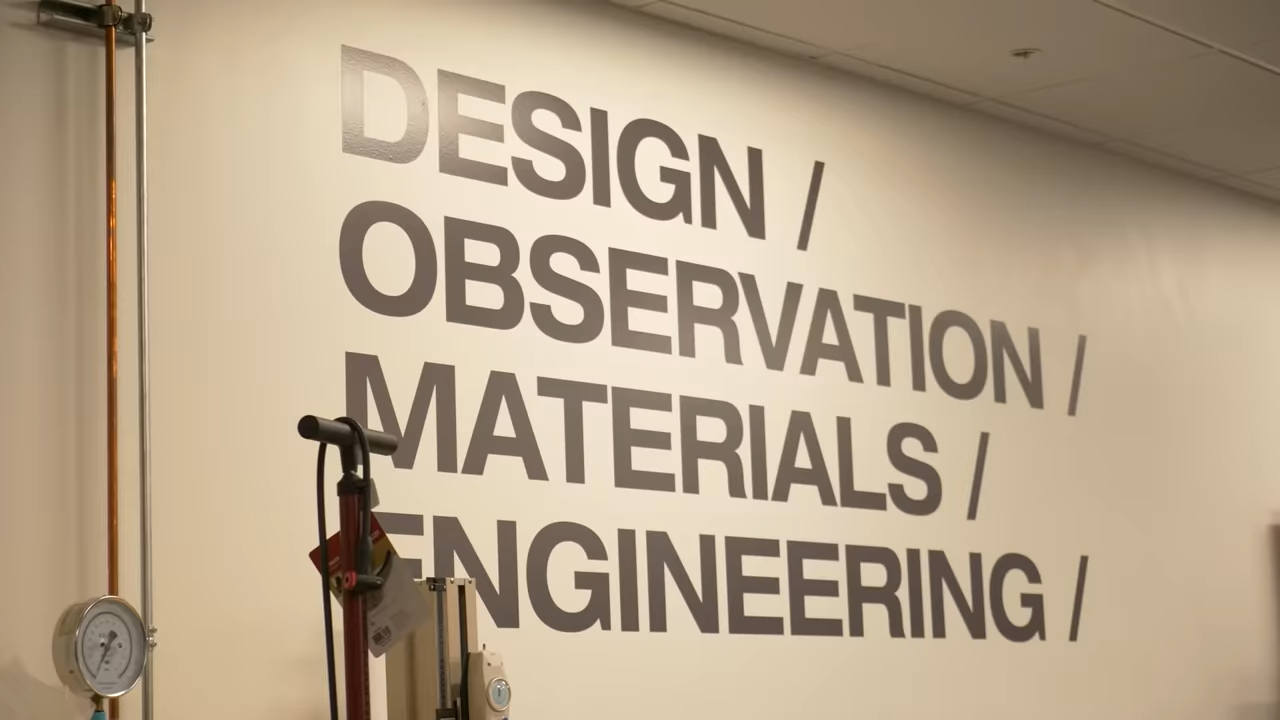 DESIGN /
OBSERVATION /
MATERIALS /
ENGINEERING /